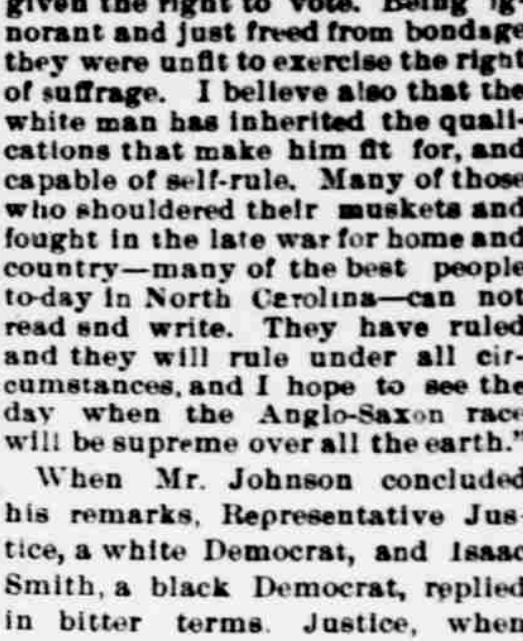 given the right to vote. Being ig-
norant and just freed from bondage
they were unfit to exercise the right
of suffrage. I believe also that the
white man has inherited the quali-
cations that make him fit for, and
capable of self-rule. Many of those
who shouldered their muskets and
fought in the late war for home and
country—many of the best people
to-day in North Cerolina—can not
read snd write. They have ruled
and they will rule under all cir-
cumstances, and I hope to see the
day when the Anglo-Saxon race
will be supreme over all the earth."
When Mr. Johnson concluded
his remarks, Representative Jus-
tice, a white Democrat, and Isaac
Smith, a black Democrat, replied
in bitter terms. Justice, when